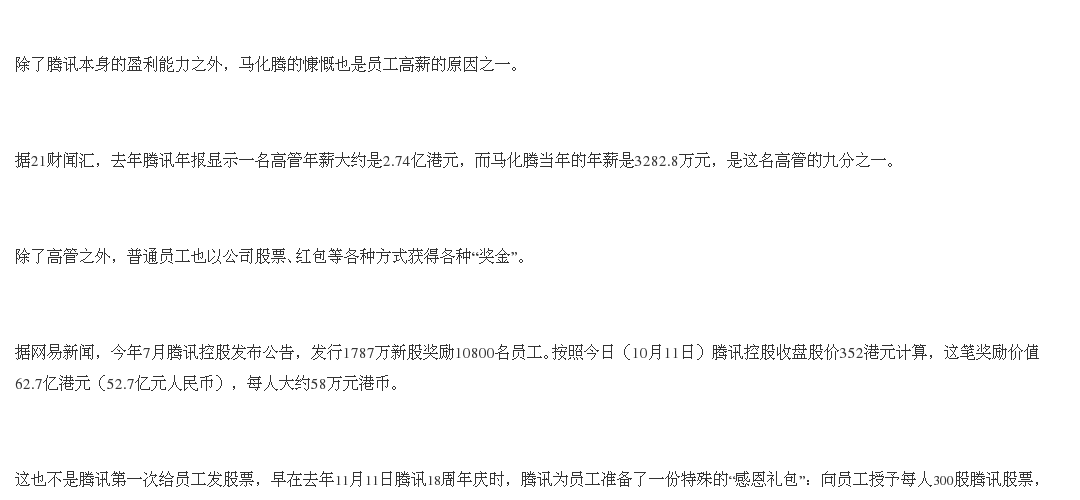 除了腾讯本身的盈利能力之外，马化腾的慷慨也是员工高薪的原因之一。
据21财闻汇，去年腾讯年报显示一名高管年薪大约是2.74亿港元，而马化腾当年的年薪是3282.8万元，是这名高管的九分之一。
除了高管之外，普通员工也以公司股票、红包等各种方式获得各种“奖金”。
据网易新闻，今年7月腾讯控股发布公告，发行1787万新股奖励10800名员工。按照今日（10月11日）腾讯控股收盘股价352港元计算，这笔奖励价值
62.7亿港元（52.7亿元人民币），每人大约58万元港币。
这也不是腾讯第一次给员工发股票，早在去年11月11日腾讯18周年庆时，腾讯为员工准备了一份特殊的“感恩礼包”：向员工授予每人300股腾讯股票，